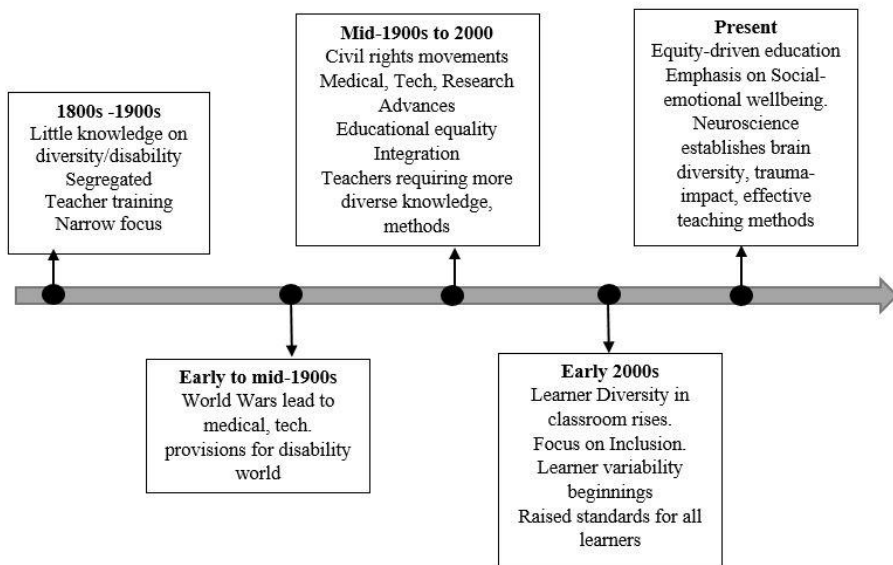 1800s -1900s
Little knowledge on
diversity/disability
Segregated
Teacher training
Narrow focus
Early to mid-1900s
World Wars lead to
medical, tech.
provisions for disability
world
Mid-1900s to 2000
Civil rights movements
Medical, Tech, Research
Advances
Educational equality
Integration
Teachers requiring more
diverse knowledge,
methods
Early 2000s
Learner Diversity in
classroom rises.
Focus on Inclusion.
Learner variability
beginnings
Raised standards for all
learners
Present
Equity-driven education
Emphasis on Social-
emotional wellbeing.
Neuroscience
establishes brain
diversity, trauma-
impact, effective
teaching methods